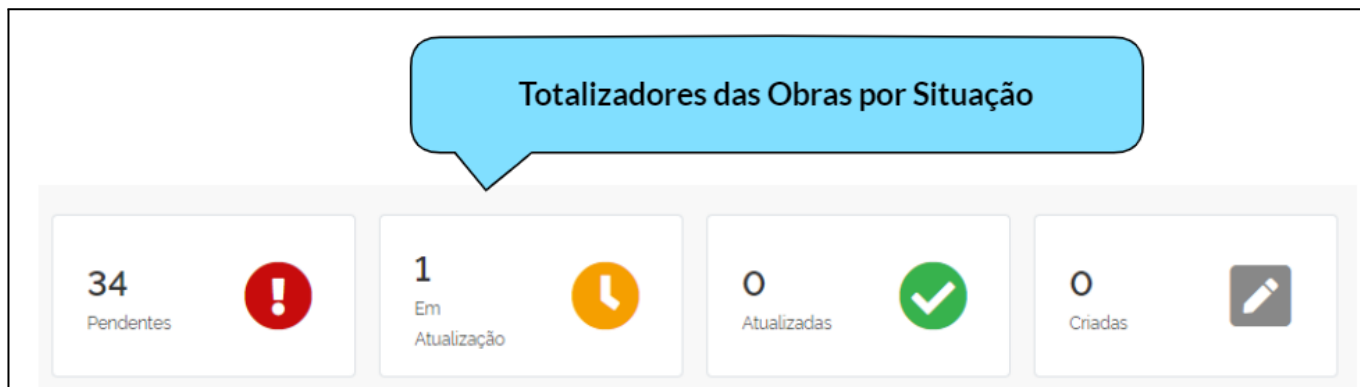 Totalizadores das Obras por Situação
34
Pendentes
1
Em
Atualização
0
Atualizadas
0
Criadas